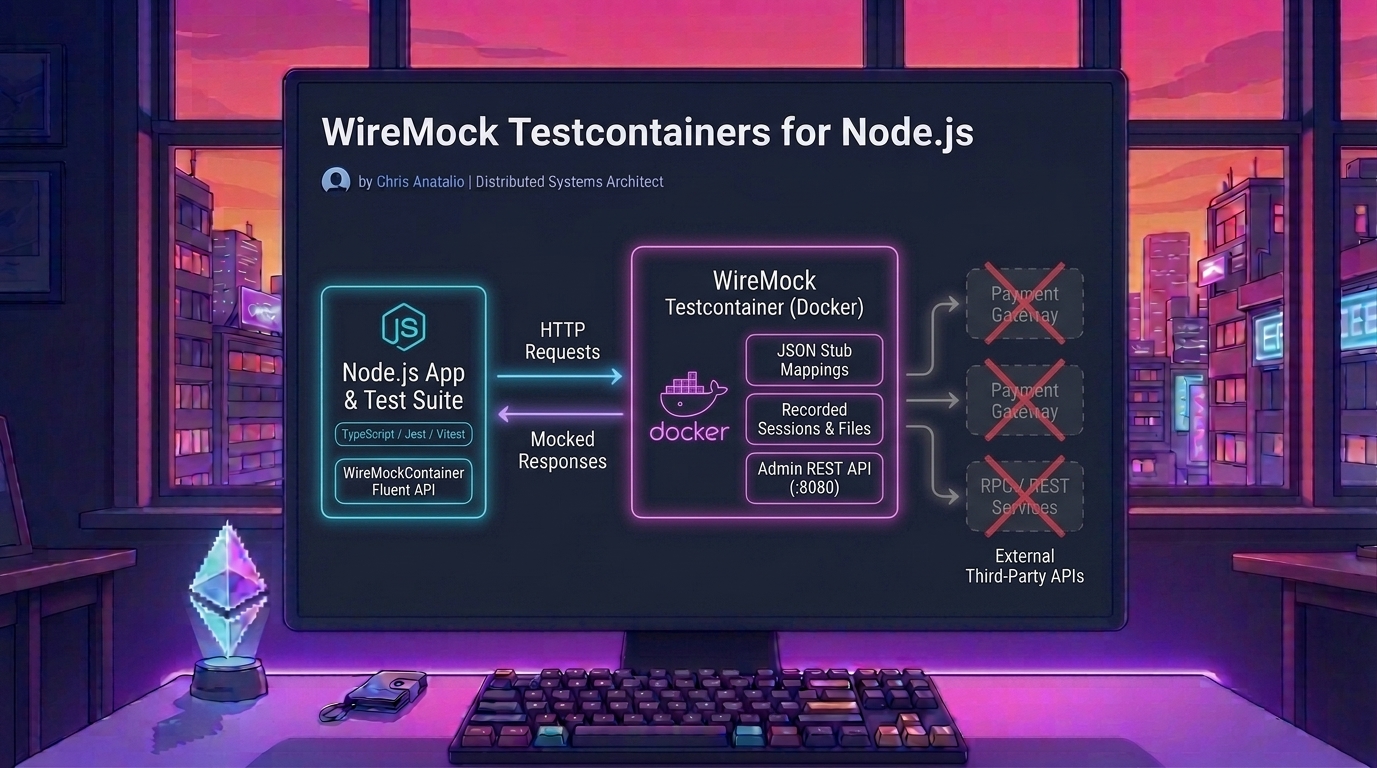 WireMock Testcontainers for Node.js
by Chris Anatalio | Distributed Systems Architect
JS
Node.js App
& Test Suite
TypeScript / Jest / Vitest
WireMockContainer
Fluent API
HTTP
Requests
Mocked
Responses
WireMock
Testcontainer (Docker)
docker
JSON Stub
Mappings
Recorded
Sessions & Files
Admin REST API
(:8080)
Payment
Gateway
Payment
Gateway
RPC / REST
Services
External
Third-Party APIs